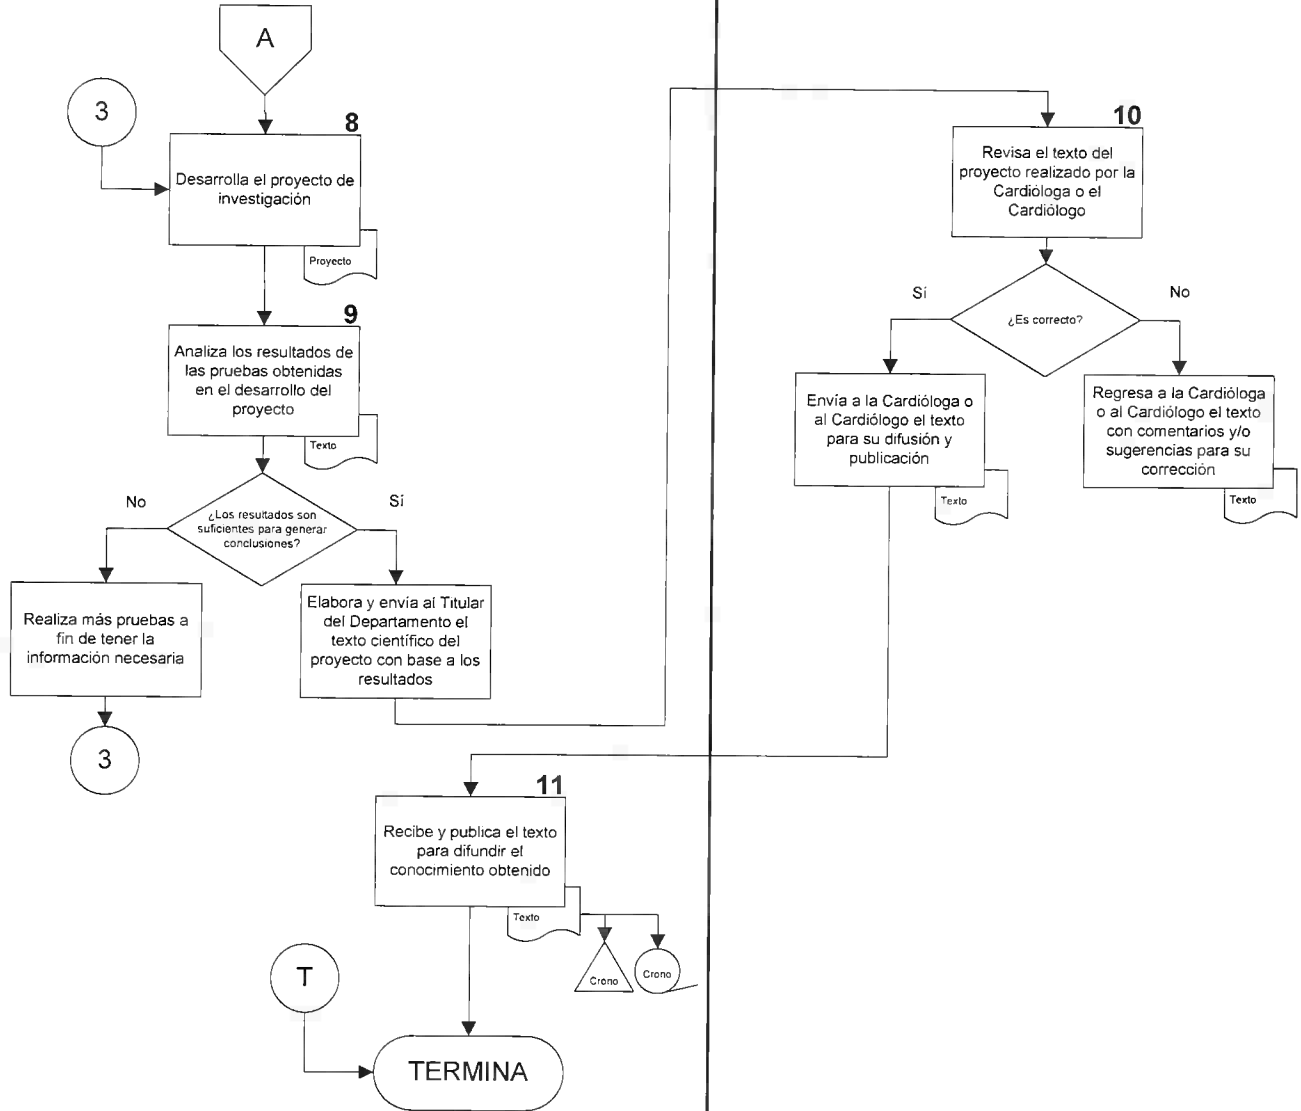 A
3
8
Desarrolla el proyecto de
investigación
Proyecto
9
Analiza los resultados de
las pruebas obtenidas
en el desarrollo del
proyecto
Texto
¿Los resultados son
suficientes para generar
conclusiones?
No
Sí
Realiza más pruebas a
fin de tener la
información necesaria
3
Elabora y envía al Titular
del Departamento el
texto científico del
proyecto con base a los
resultados
10
Revisa el texto del
proyecto realizado por la
Cardióloga o el
Cardiólogo
¿Es correcto?
Sí
No
Envía a la Cardióloga o
al Cardiólogo el texto
para su difusión y
publicación
Texto
Regresa a la Cardióloga
o al Cardiólogo el texto
con comentarios y/o
sugerencias para su
corrección
Texto
11
Recibe y publica el texto
para difundir el
conocimiento obtenido
Texto
Crono
Crono
T
TERMINA